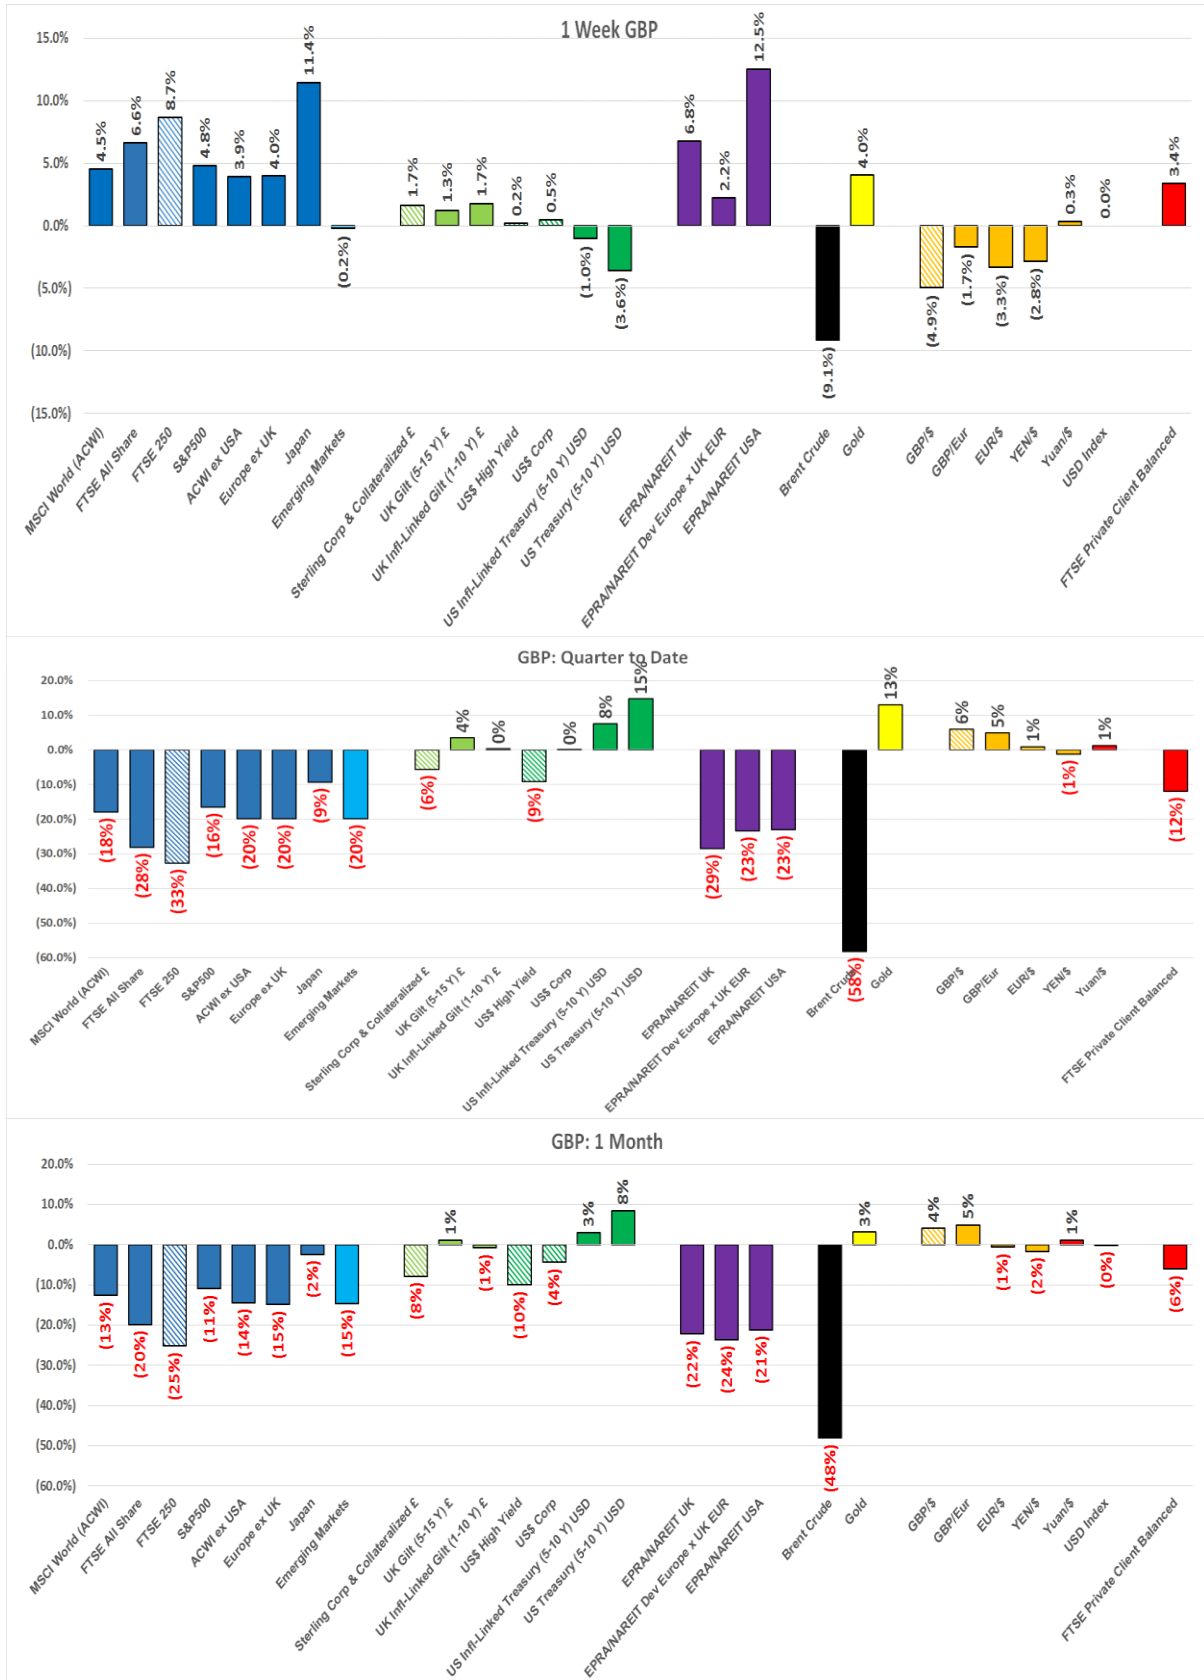 1 Week GBP
15.0%
10.0%
5.0%
0.0%
(5.0%)
(10.0%)
(15.0%)
4.5%
6.6%
8.7%
4.8%
3.9%
4.0%
11.4%
(0.2%)
1.7%
1.3%
1.7%
0.2%
0.5%
(1.0%)
(3.6%)
6.8%
2.2%
12.5%
(9.1%)
4.0%
(4.9%)
(1.7%)
(3.3%)
(2.8%)
0.3%
0.0%
3.4%
MSCI World (ACWI)
FTSE All Share
FTSE 250
S&P500
ACWI ex USA
Europe ex UK
Japan
Emerging Markets
Sterling Corp & Collateralized £
UK Gilt (5-15 Y) £
UK Infl-Linked Gilt (1-10 Y) £
US$ High Yield
US$ Corp
US Infl-Linked Treasury (5-10 Y) USD
US Treasury (5-10 Y) USD
EPRA/NAREIT UK
EPRA/NAREIT Dev Europe x UK EUR
EPRA/NAREIT USA
Brent Crude
Gold
GBP/$
GBP/Eur
EUR/$
YEN/$
Yuan/$
USD Index
FTSE Private Client Balanced
GBP: Quarter to Date
20.0%
10.0%
0.0%
(10.0%)
(20.0%)
(30.0%)
(40.0%)
(50.0%)
(60.0%)
(18%)
(28%)
(33%)
(16%)
(20%)
(20%)
(9%)
(20%)
(6%)
4%
0%
(9%)
0%
8%
15%
(29%)
(23%)
(23%)
(58%)
13%
6%
5%
1%
(1%)
1%
(12%)
MSCI World (ACWI)
FTSE All Share
FTSE 250
S&P500
ACWI ex USA
Europe ex UK
Japan
Emerging Markets
Sterling Corp & Collateralized £
UK Gilt (5-15 Y) £
UK Infl-Linked Gilt (1-10 Y) £
US$ High Yield
US$ Corp
US Infl-Linked Treasury (5-10 Y) USD
US Treasury (5-10 Y) USD
EPRA/NAREIT UK
EPRA/NAREIT Dev Europe x UK EUR
EPRA/NAREIT USA
Brent Crude
Gold
GBP/$
GBP/Eur
EUR/$
YEN/$
Yuan/$
FTSE Private Client Balanced
GBP: 1 Month
20.0%
10.0%
0.0%
(10.0%)
(20.0%)
(30.0%)
(40.0%)
(50.0%)
(60.0%)
(13%)
(20%)
(25%)
(11%)
(14%)
(15%)
(2%)
(15%)
(8%)
1%
(1%)
(10%)
(4%)
3%
8%
(22%)
(24%)
(21%)
(48%)
3%
4%
5%
(1%)
(2%)
1%
(0%)
(6%)
MSCI World (ACWI)
FTSE All Share
FTSE 250
S&P500
ACWI ex USA
Europe ex UK
Japan
Emerging Markets
Sterling Corp & Collateralized £
UK Gilt (5-15 Y) £
UK Infl-Linked Gilt (1-10 Y) £
US$ High Yield
US$ Corp
US Infl-Linked Treasury (5-10 Y) USD
US Treasury (5-10 Y) USD
EPRA/NAREIT UK
EPRA/NAREIT Dev Europe x UK EUR
EPRA/NAREIT USA
Brent Crude
Gold
GBP/$
GBP/Eur
EUR/$
YEN/$
Yuan/$
USD Index
FTSE Private Client Balanced